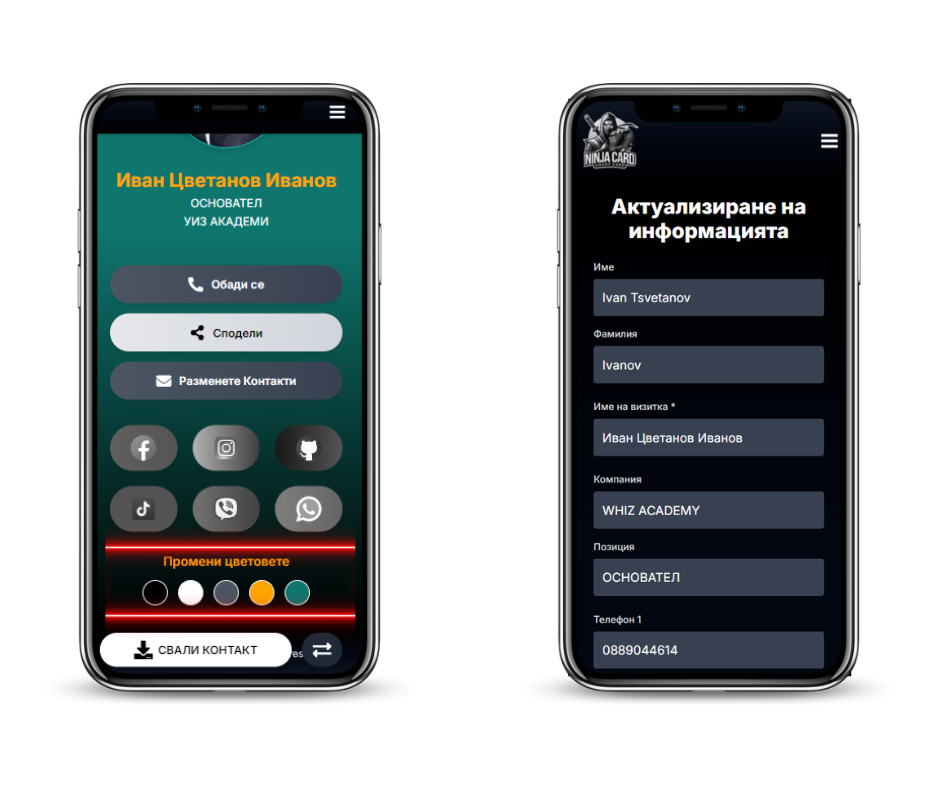 Иван Цветанов Иванов
ОСНОВАТЕЛ
УИЗ АКАДЕМИ
Обади се
Сподели
Разменете Контакти
Промени цветовете
СВАЛИ КОНТАКТ
NINJA CARD
Актуализиране на
информацията
Име
Ivan Tsvetanov
Фамилия
Ivanov
Име на визитка *
Иван Цветанов Иванов
Компания
WHIZ ACADEMY
Позиция
ОСНОВАТЕЛ
Телефон 1
0889044614